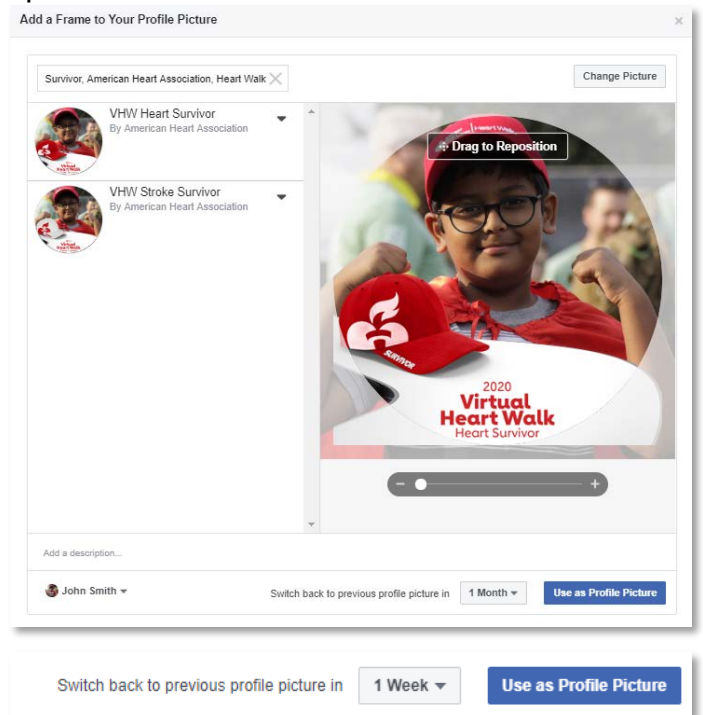 Add a Frame to Your Profile Picture
Survivor, American Heart Association, Heart Walk
Change Picture
VHW Heart Survivor
By American Heart Association
VHW Stroke Survivor
By American Heart Association
Heart Walk
Drag to Reposition
SURVIVOR
2020
Virtual
Heart Walk
Heart Survivor
Add a description...
John Smith
Switch back to previous profile picture in 1 Month Use as Profile Picture
Switch back to previous profile picture in 1 Week Use as Profile Picture